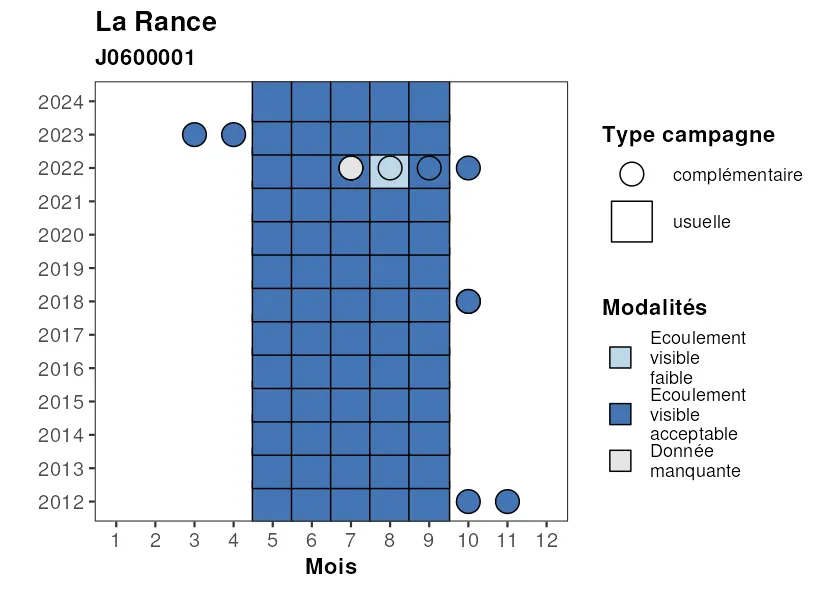 La Rance
J0600001
2024
2023
2022
2021
2020
2019
2018
2017
2016
2015
2014
2013
2012
1 2 3 4 5 6 7 8 9 10 11 12
Mois
Type campagne
complémentaire
usuelle
Modalités
Ecoulement
visible
faible
Ecoulement
visible
acceptable
Donnée
manquante